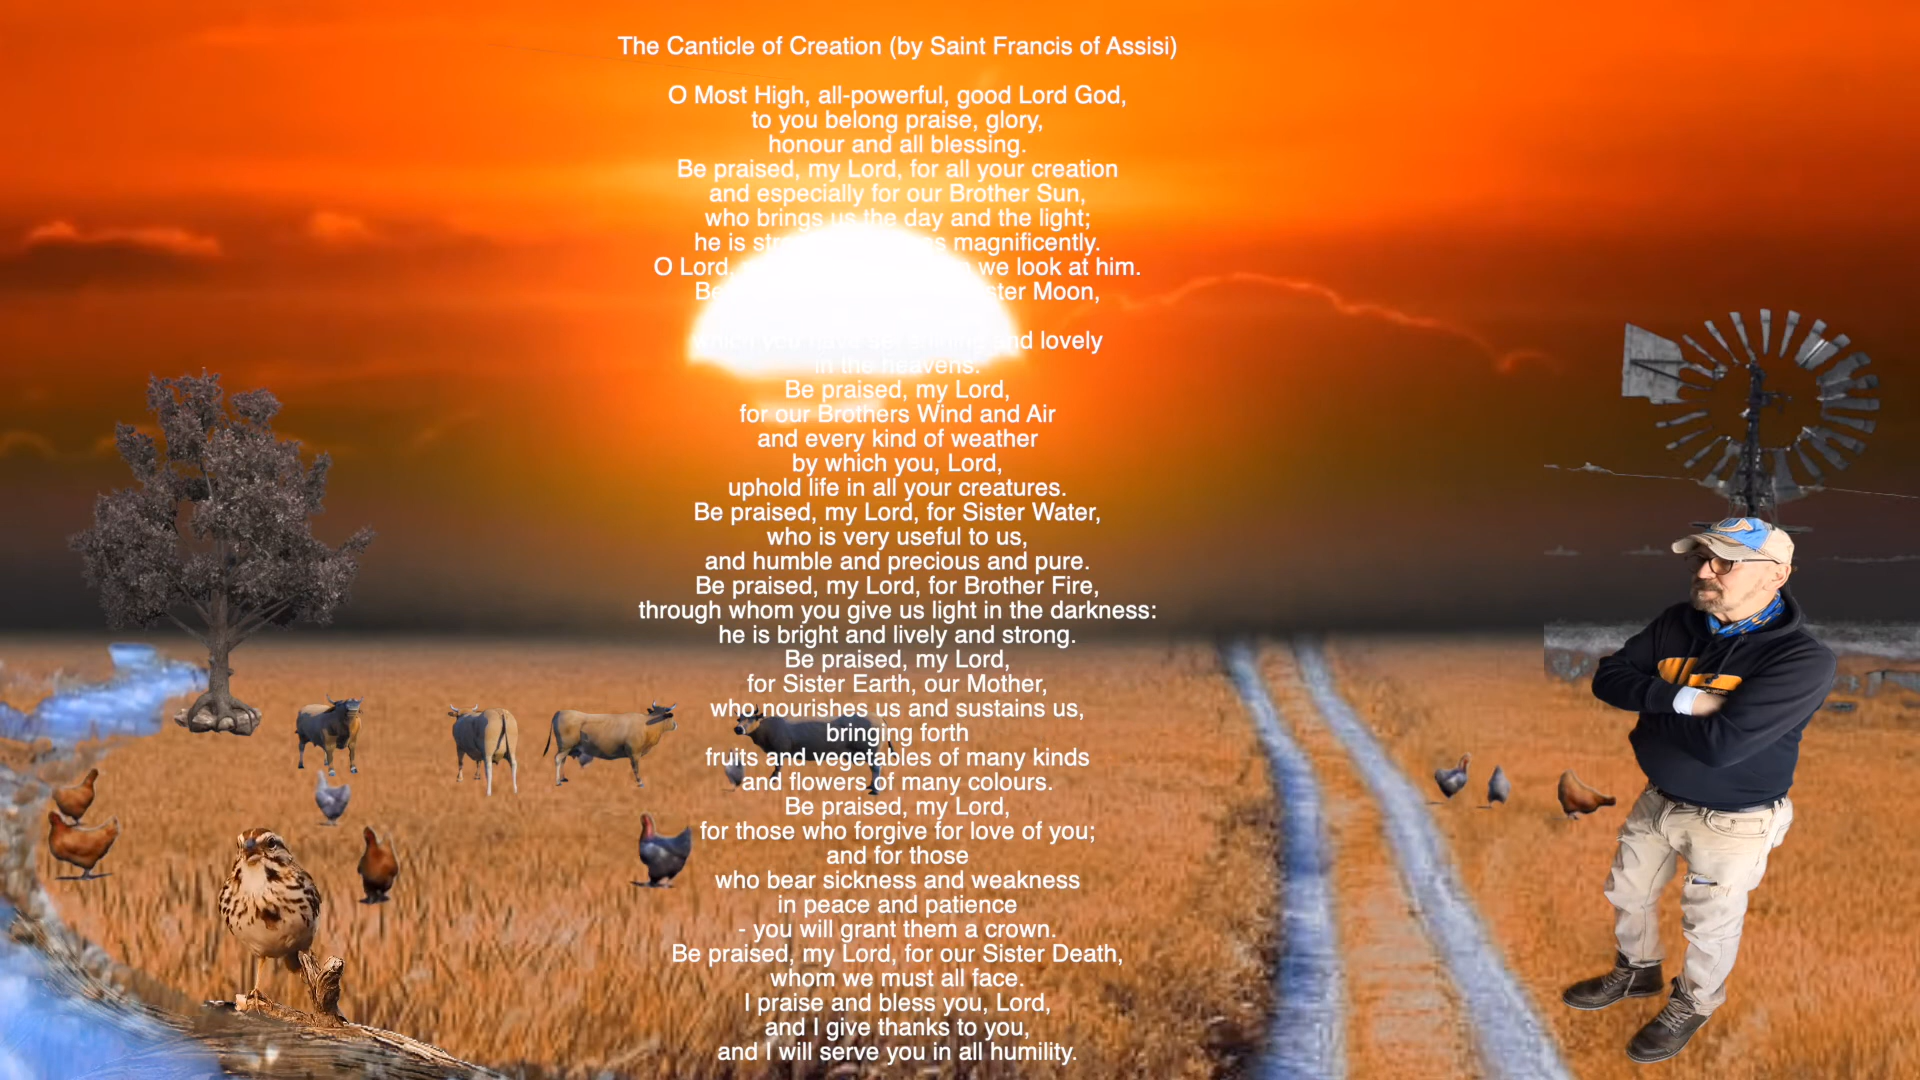 The Canticle of Creation (by Saint Francis of Assisi)
O Most High, all-powerful, good Lord God,
to you belong praise, glory,
honour and all blessing.
Be praised, my Lord, for all your creation
and especially for our Brother Sun,
who brings us the day and the light;
he is magnificently.
O Lord, we look at him.
Be Moon,
which you have set shining and lovely
in the heavens.
Be praised, my Lord,
for our Brothers Wind and Air
and every kind of weather
by which you, Lord,
uphold life in all your creatures.
Be praised, my Lord, for Sister Water,
who is very useful to us,
and humble and precious and pure.
Be praised, my Lord, for Brother Fire,
through whom you give us light in the darkness:
he is bright and lively and strong.
Be praised, my Lord,
for Sister Earth, our Mother,
who nourishes us and sustains us,
bringing forth
fruits and vegetables of many kinds
and flowers of many colours.
Be praised, my Lord,
for those who forgive for love of you;
and for those
who bear sickness and weakness
in peace and patience
- you will grant them a crown.
Be praised, my Lord, for our Sister Death,
whom we must all face.
I praise and bless you, Lord,
and I give thanks to you,
and I will serve you in all humility.